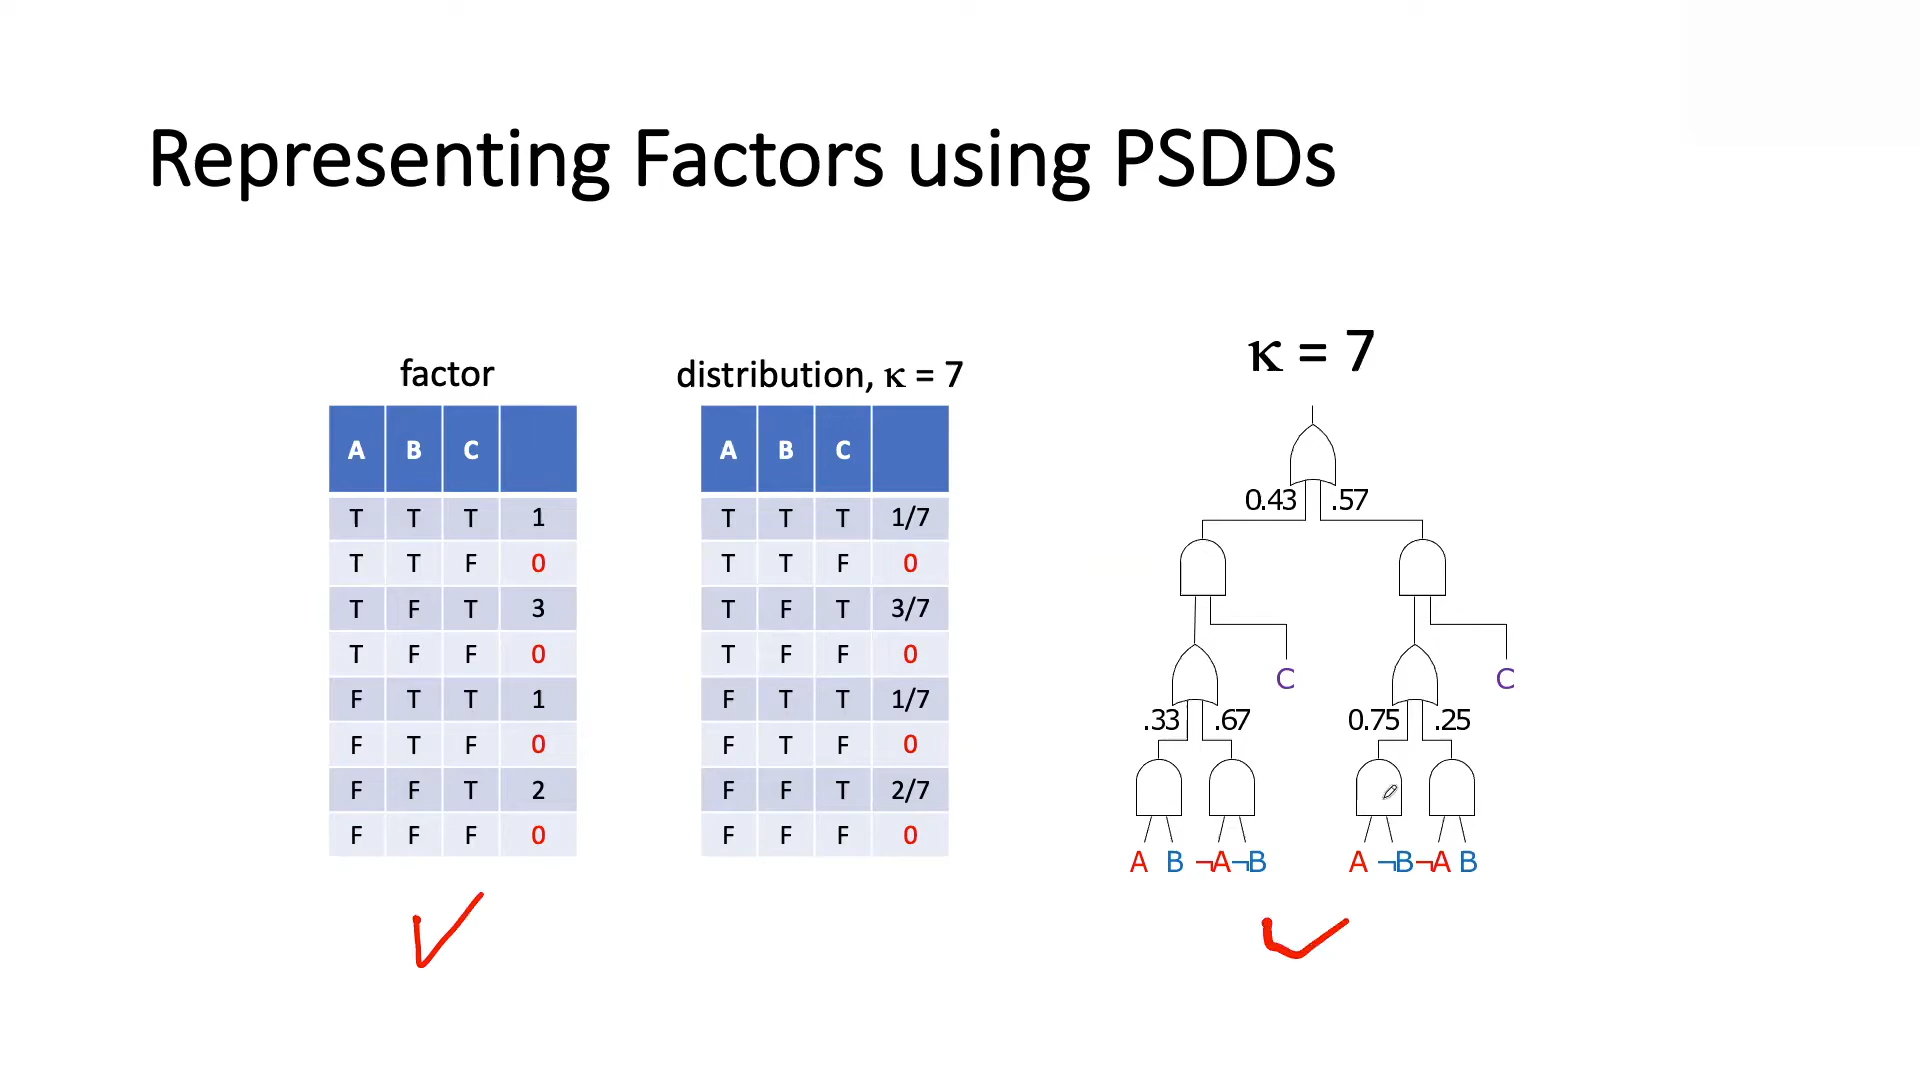 Representing Factors using PSDDs
factor
A B C
T T T 1
T T F 0
T F T 3
T F F 0
F T T 1
F T F 0
F F T 2
F F F 0
distribution, κ = 7
A B C
T T T 1/7
T T F 0
T F T 3/7
T F F 0
F T T 1/7
F T F 0
F F T 2/7
F F F 0
κ = 7
0.43 .57
C C
.33 .67 0.75 .25
A B ¬A¬B A ¬B¬A B